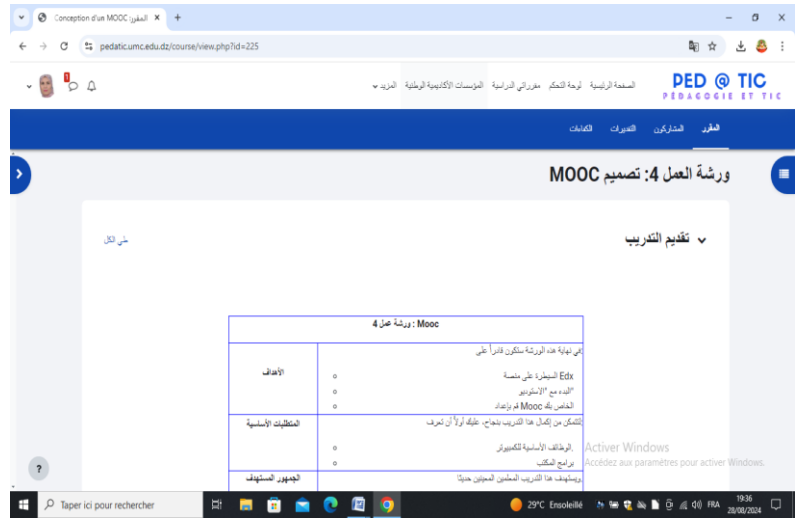 Conception d'un MOOC المقرر:
pedatic.umc.edu.dz/course/view.php?id=225
PED @ TIC
PÉDAGOGIE ET TIC
الصفحة الرئيسية لوحة التحكم مقرراتي الدراسية المؤسسات الأكاديمية الوطنية المزيد
1
المقرر المشاركون التقديرات الكفاءات
ورشة العمل 4: تصميم MOOC
تقديم التدريب
طي الكل
Mooc : ورشة عمل 4
الأهداف
في نهاية هذه الورشة ستكون قادراً على:
Edx السيطرة على منصة
"البدء مع "الاستوديو
الخاص بك Mooc قم بإعداد
المتطلبات الأساسية
لتتمكن من إكمال هذا التدريب بنجاح، عليك أولاً أن تعرف
الوظائف الأساسية للكمبيوتر.
برامج المكتب
الجمهور المستهدف
ويستهدف هذا التدريب المعلمين المعينين حديثا
Activer Windows
Accédez aux paramètres pour activer Windows.
?
Taper ici pour rechercher
29°C Ensoleillé
FRA
19:36
28/08/2024